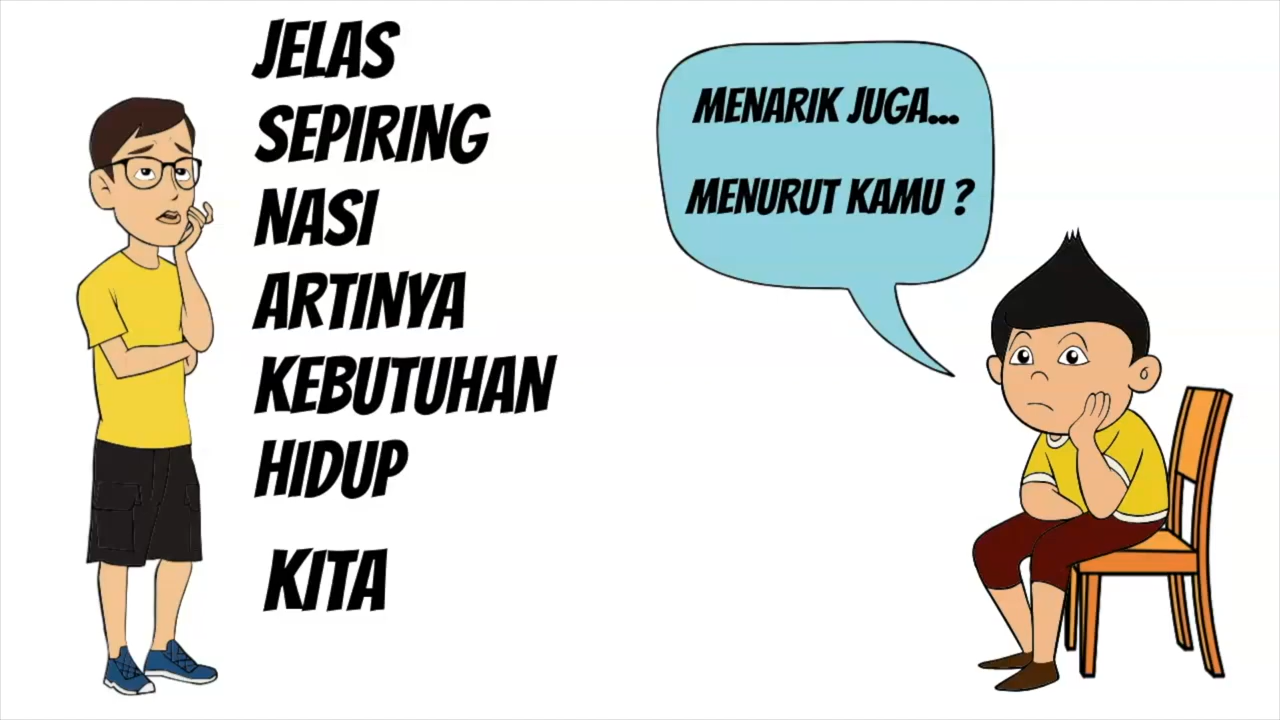 JELAS
SEPIRING
NASI
ARTINYA
KEBUTUHAN
HIDUP
KITA
MENARIK JUGA...
MENURUT KAMU ?